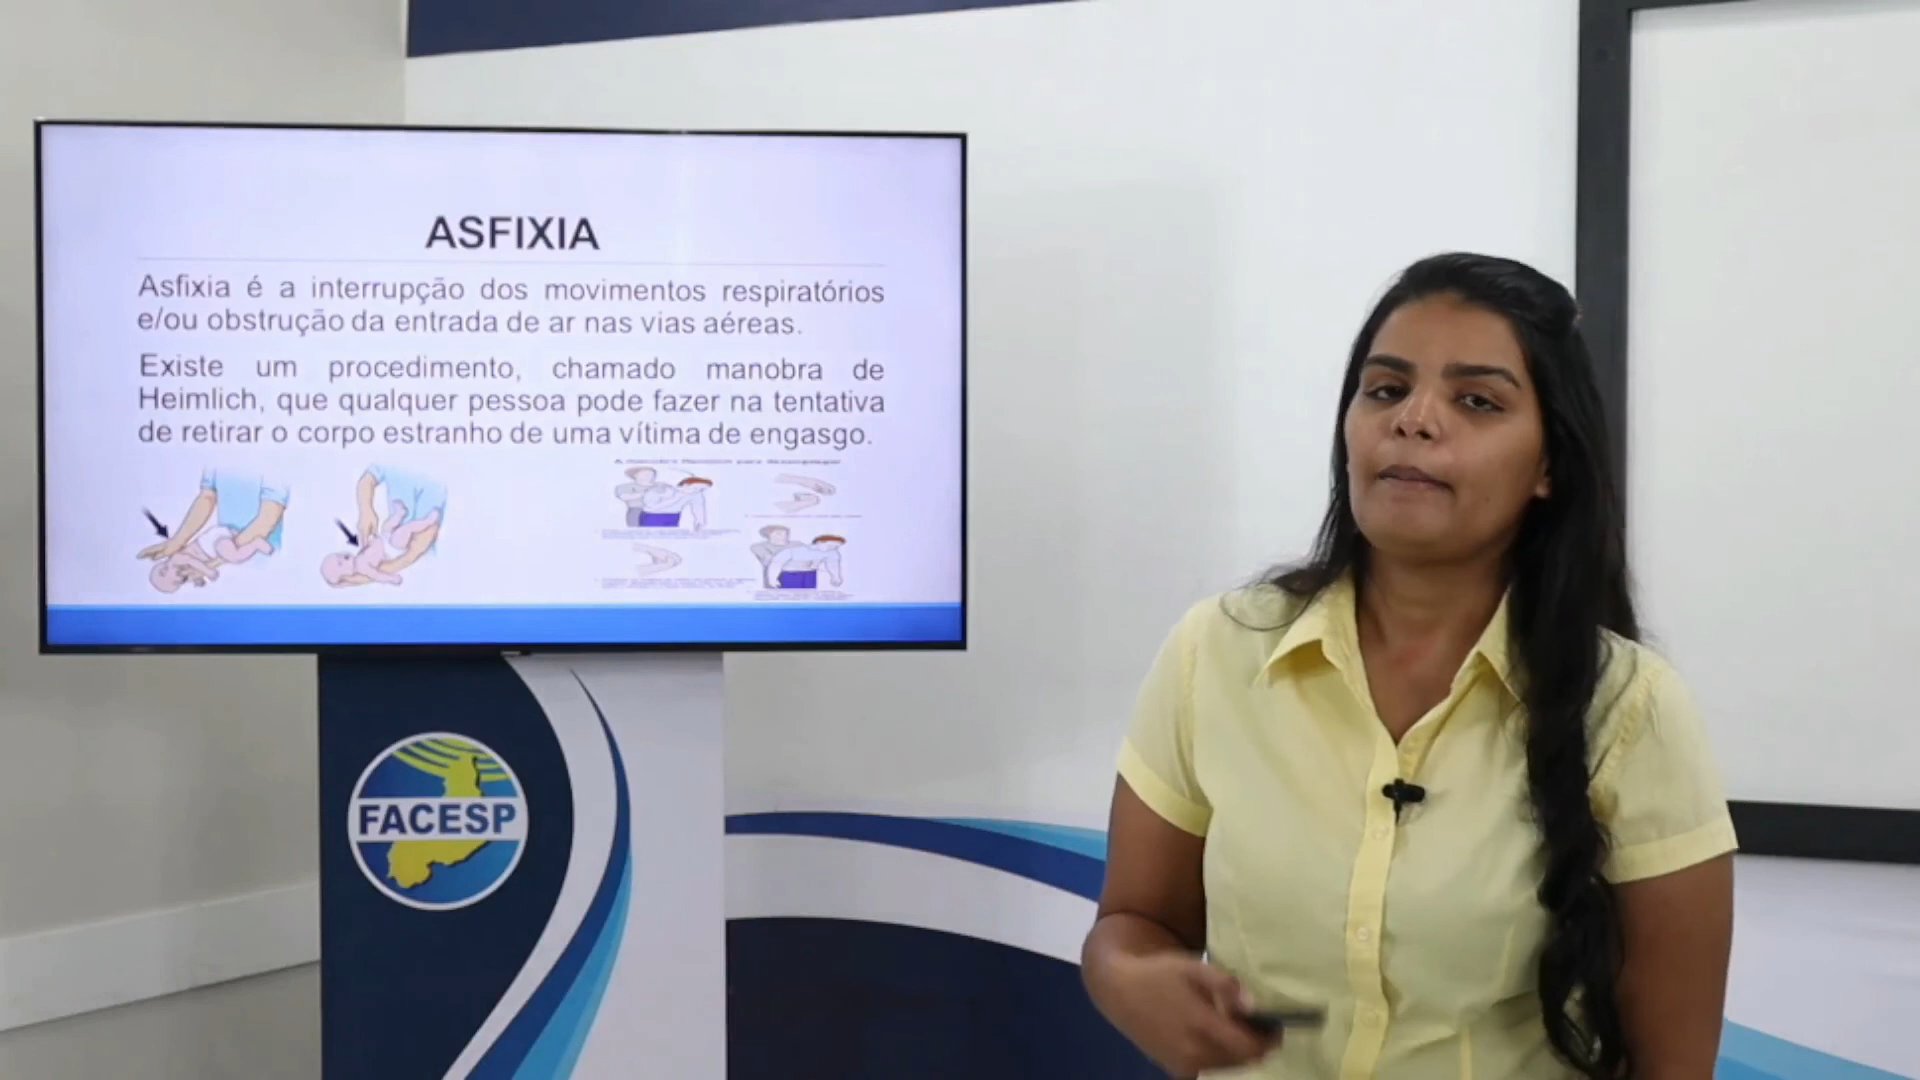 ASFIXIA
Asfixia é a interrupção dos movimentos respiratórios
e/ou obstrução da entrada de ar nas vias aéreas.
Existe um procedimento, chamado manobra de
Heimlich, que qualquer pessoa pode fazer na tentativa
de retirar o corpo estranho de uma vítima de engasgo.
FACESP